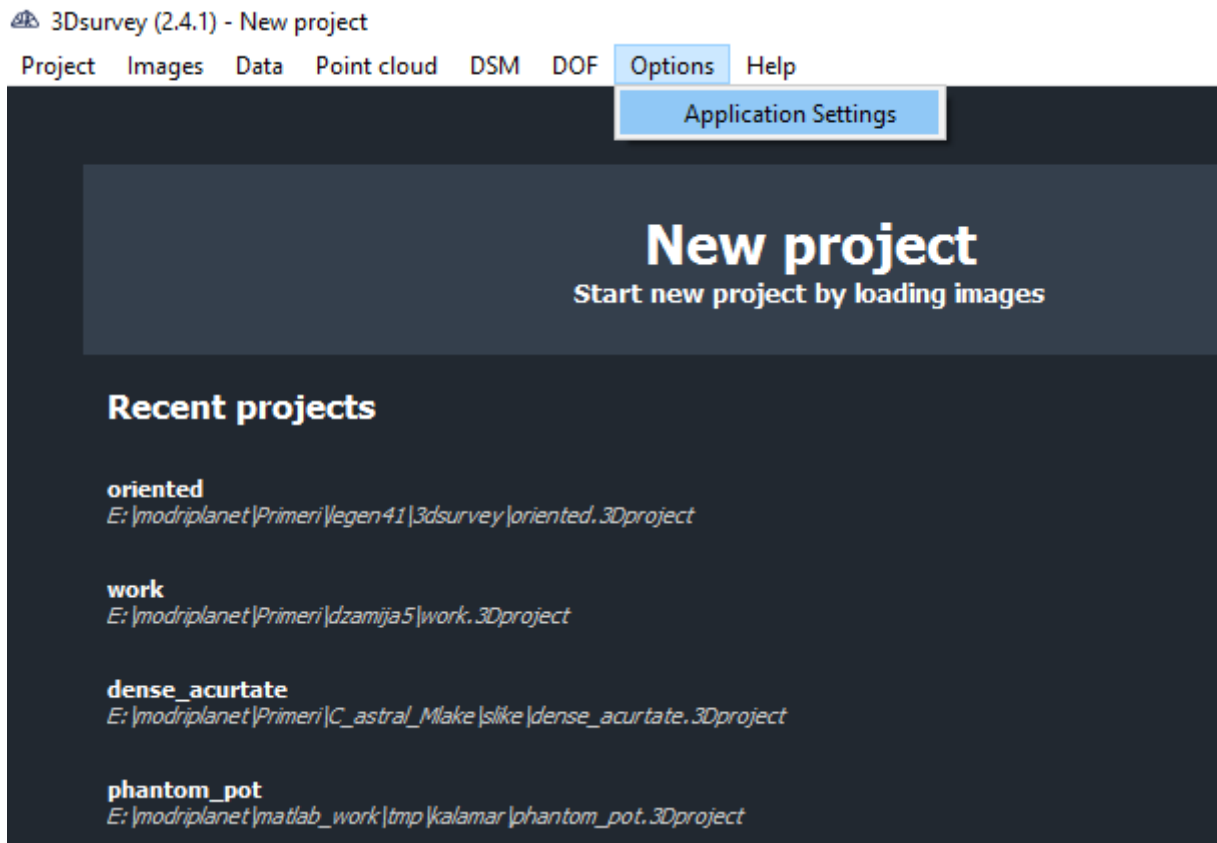 3Dsurvey (2.4.1) - New project
Project Images Data Point cloud DSM DOF Options Help
Application Settings
New project
Start new project by loading images
Recent projects
oriented
E:\modriplanet\Primeri\legen41\3dsurvey\oriented.3Dproject
work
E:\modriplanet\Primeri\dzamija5\work.3Dproject
dense_acurtate
E:\modriplanet\Primeri\C_astral_Mlake\slike\dense_acurtate.3Dproject
phantom_pot
E:\modriplanet\matlab_work\tmp\kalamar\phantom_pot.3Dproject